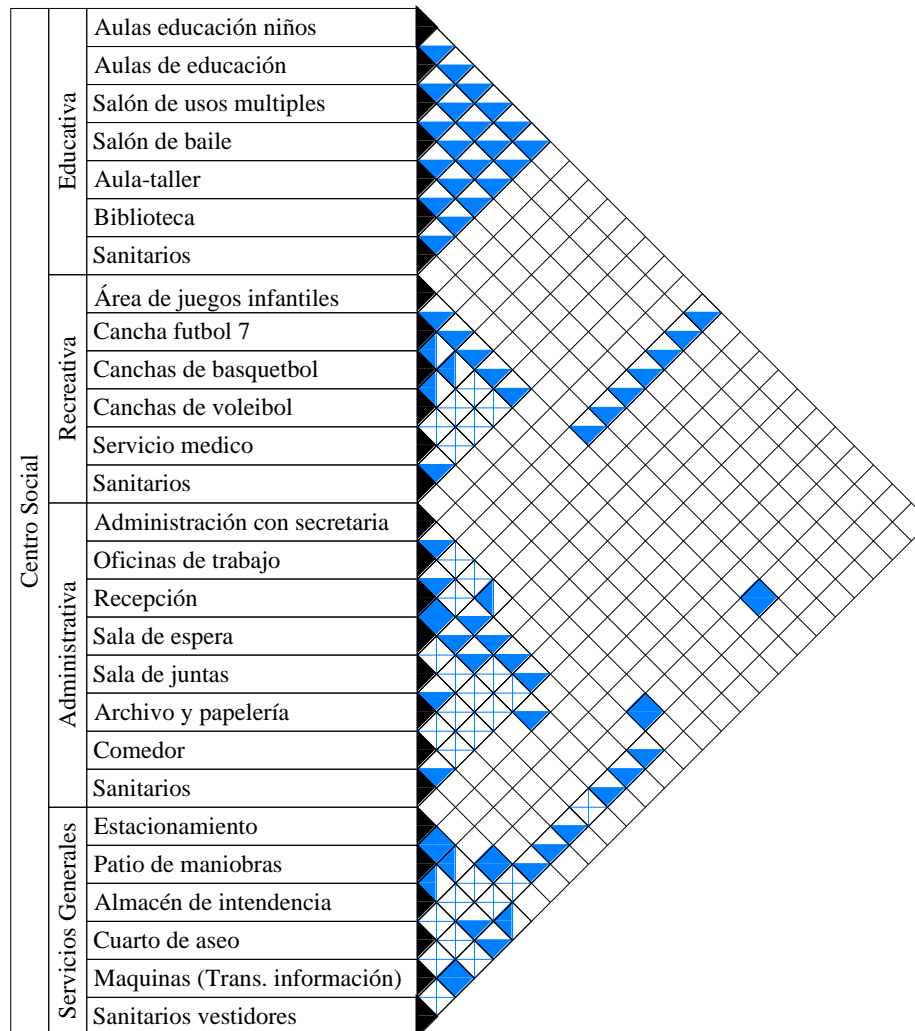 Centro Social
Educativa
Aulas educación niños
Aulas de educación
Salón de usos multiples
Salón de baile
Aula-taller
Biblioteca
Sanitarios
Recreativa
Área de juegos infantiles
Cancha futbol 7
Canchas de basquetbol
Canchas de voleibol
Servicio medico
Sanitarios
Administrativa
Administración con secretaria
Oficinas de trabajo
Recepción
Sala de espera
Sala de juntas
Archivo y papelería
Comedor
Sanitarios
Servicios Generales
Estacionamiento
Patio de maniobras
Almacén de intendencia
Cuarto de aseo
Maquinas (Trans. información)
Sanitarios vestidores